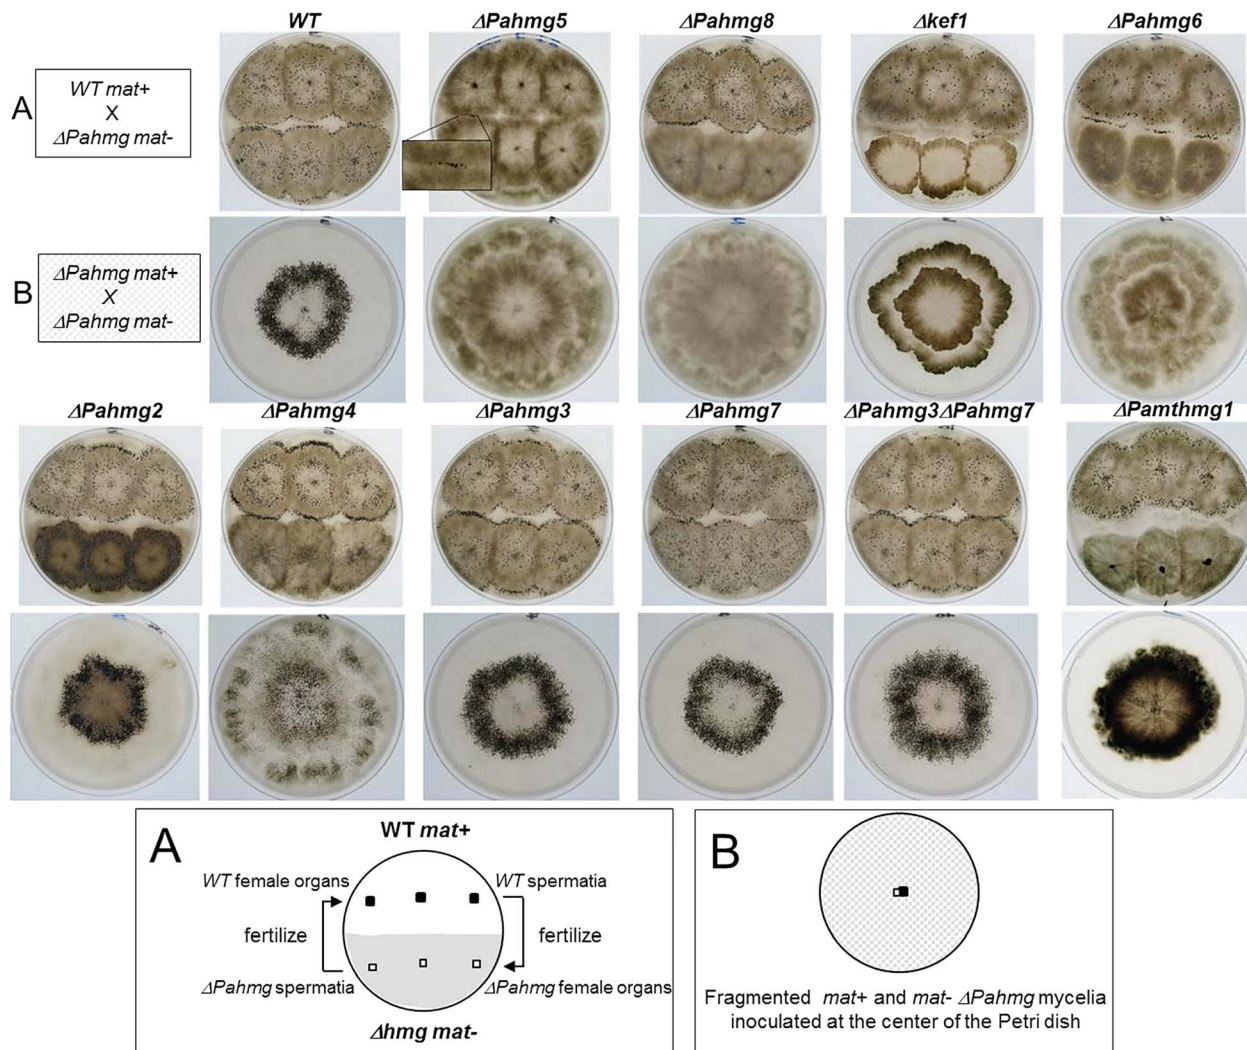 WT
ΔPahmg5
ΔPahmg8
Δkef1
ΔPahmg6
A
WT mat+
X
ΔPahmg mat-
B
ΔPahmg mat+
X
ΔPahmg mat-
ΔPahmg2
ΔPahmg4
ΔPahmg3
ΔPahmg7
ΔPahmg3ΔPahmg7
ΔPamthmg1
A
WT mat+
WT female organs
WT spermatia
fertilize
fertilize
ΔPahmg spermatia
ΔPahmg female organs
Δhmg mat-
B
Fragmented mat+ and mat- ΔPahmg mycelia
inoculated at the center of the Petri dish